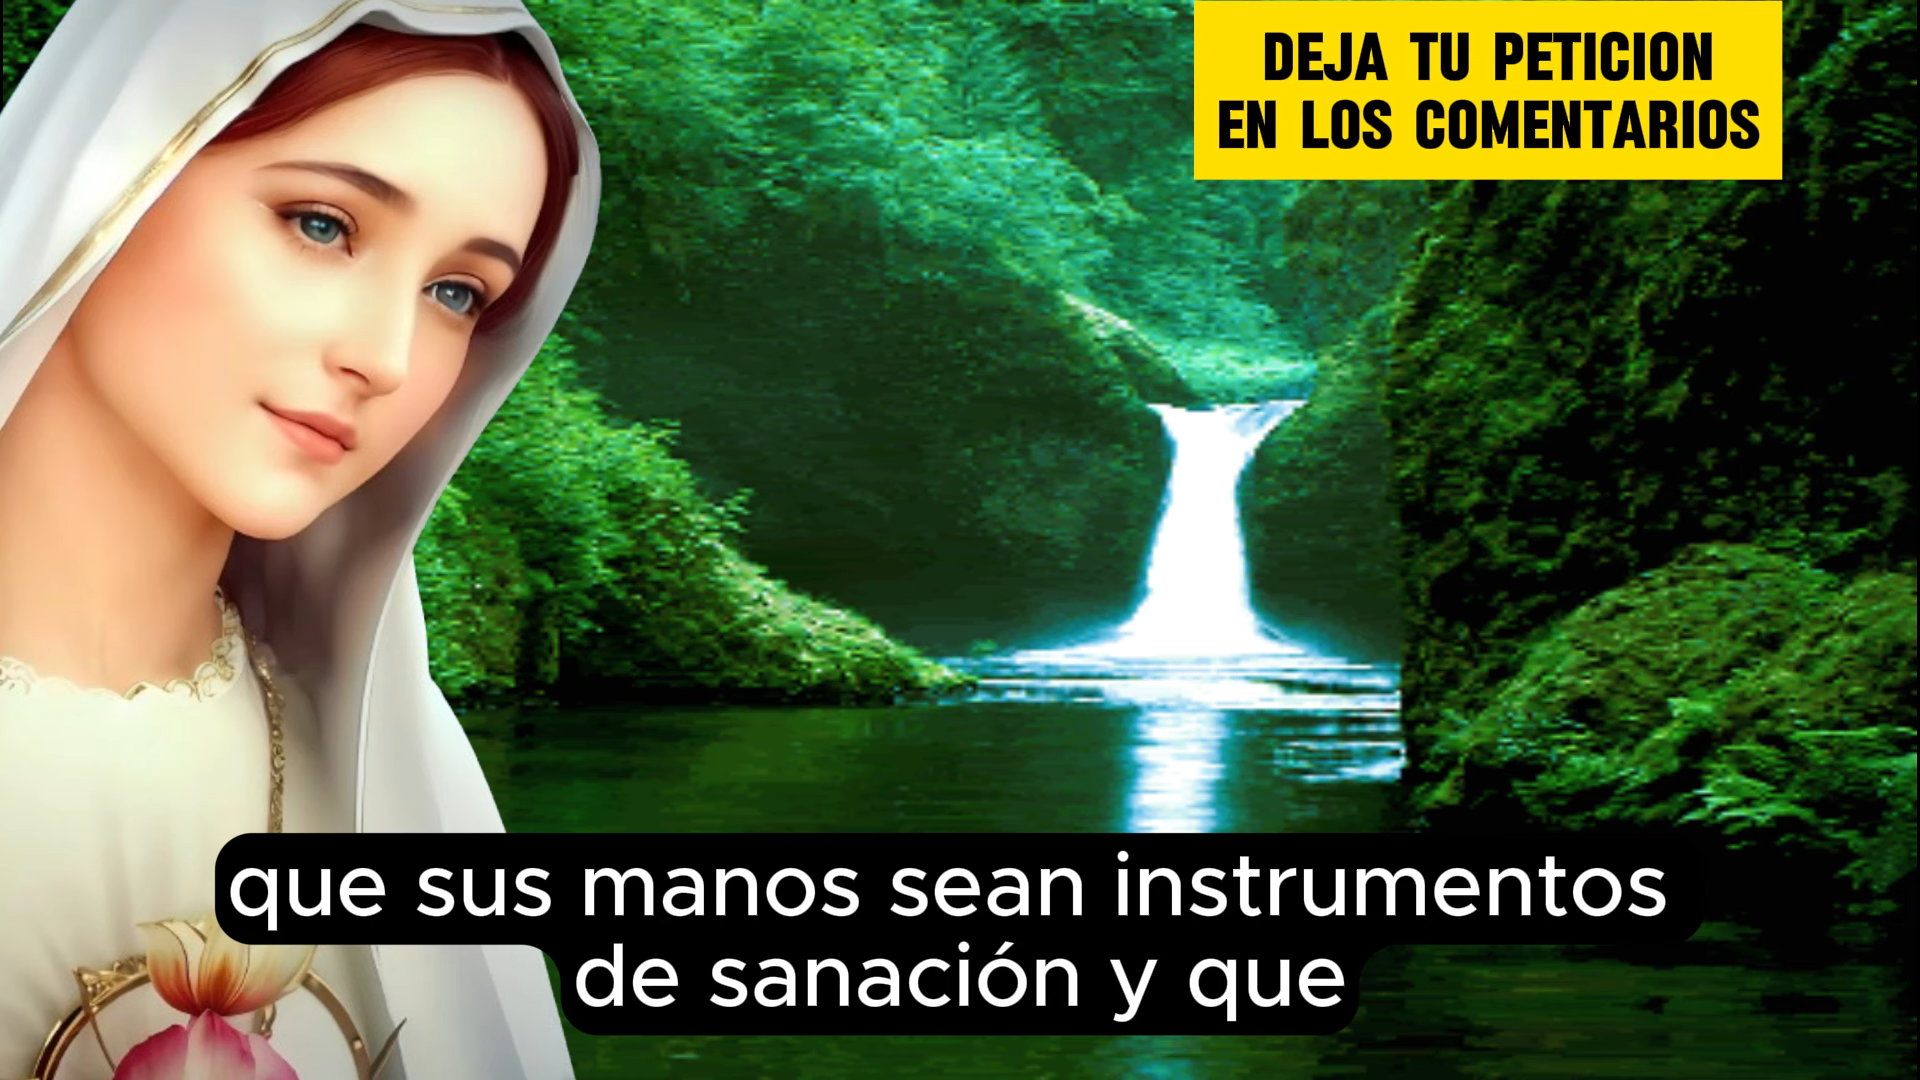 DEJA TU PETICION
EN LOS COMENTARIOS
que sus manos sean instrumentos
de sanación y que